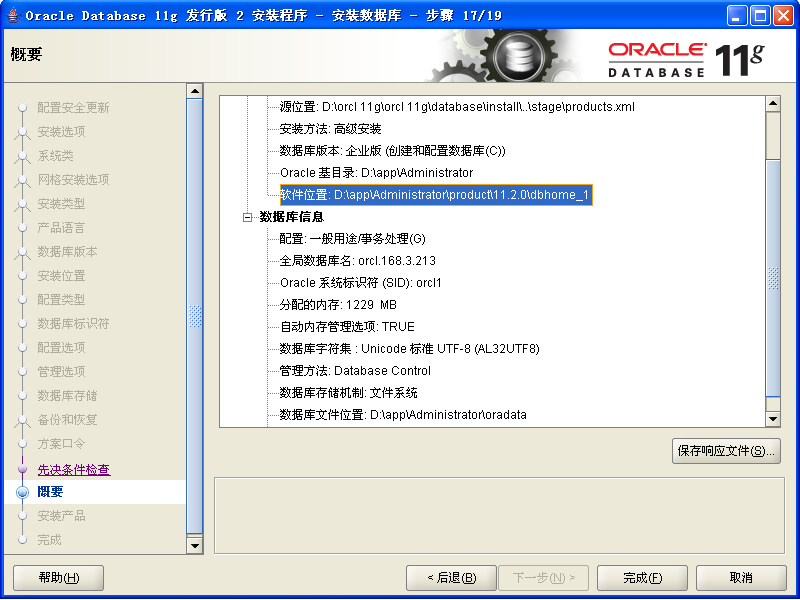 Oracle Database 11g 发行版 2 安装程序 - 安装数据库 - 步骤 17/19
概要
ORACLE
DATABASE
11g
配置安全更新
安装选项
系统类
网格安装选项
安装类型
产品语言
数据库版本
安装位置
配置类型
数据库标识符
配置选项
管理选项
数据库存储
备份和恢复
方案口令
先决条件检查
概要
安装产品
完成
源位置: D:\orcl 11g\orcl 11g\database\install\..\stage\products.xml
安装方法: 高级安装
数据库版本: 企业版 (创建和配置数据库(C))
Oracle 基目录: D:\app\Administrator
软件位置: D:\app\Administrator\product\11.2.0\dbhome_1
数据库信息
配置: 一般用途/事务处理(G)
全局数据库名: orcl.168.3.213
Oracle 系统标识符 (SID): orcl1
分配的内存: 1229 MB
自动内存管理选项: TRUE
数据库字符集 : Unicode 标准 UTF-8 (AL32UTF8)
管理方法: Database Control
数据库存储机制: 文件系统
数据库文件位置: D:\app\Administrator\oradata
保存响应文件(S)...
帮助(H)
< 后退(B)
下一步(N) >
完成(F)
取消